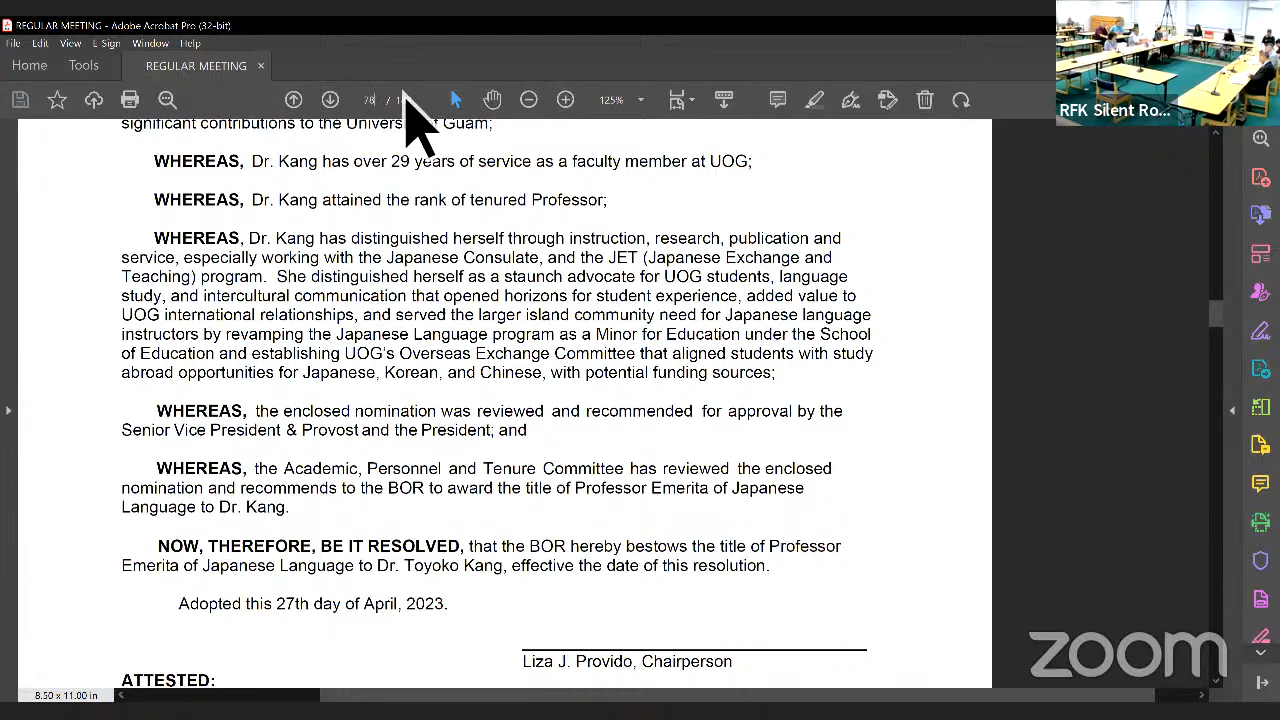 REGULAR MEETING - Adobe Acrobat Pro (32-bit)
File Edit View E-Sign Window Help
Home Tools REGULAR MEETING ×
78 / 125%
RFK Silent Ro...
significant contributions to the Guam;
WHEREAS, Dr. Kang has over 29 years of service as a faculty member at UOG;
WHEREAS, Dr. Kang attained the rank of tenured Professor;
WHEREAS, Dr. Kang has distinguished herself through instruction, research, publication and
service, especially working with the Japanese Consulate, and the JET (Japanese Exchange and
Teaching) program. She distinguished herself as a staunch advocate for UOG students, language
study, and intercultural communication that opened horizons for student experience, added value to
UOG international relationships, and served the larger island community need for Japanese language
instructors by revamping the Japanese Language program as a Minor for Education under the School
of Education and establishing UOG's Overseas Exchange Committee that aligned students with study
abroad opportunities for Japanese, Korean, and Chinese, with potential funding sources;
WHEREAS, the enclosed nomination was reviewed and recommended for approval by the
Senior Vice President & Provost and the President; and
WHEREAS, the Academic, Personnel and Tenure Committee has reviewed the enclosed
nomination and recommends to the BOR to award the title of Professor Emerita of Japanese
Language to Dr. Kang.
NOW, THEREFORE, BE IT RESOLVED, that the BOR hereby bestows the title of Professor
Emerita of Japanese Language to Dr. Toyoko Kang, effective the date of this resolution.
Adopted this 27th day of April, 2023.
Liza J. Provido, Chairperson
ATTESTED:
8.50 x 11.00 in
zoom